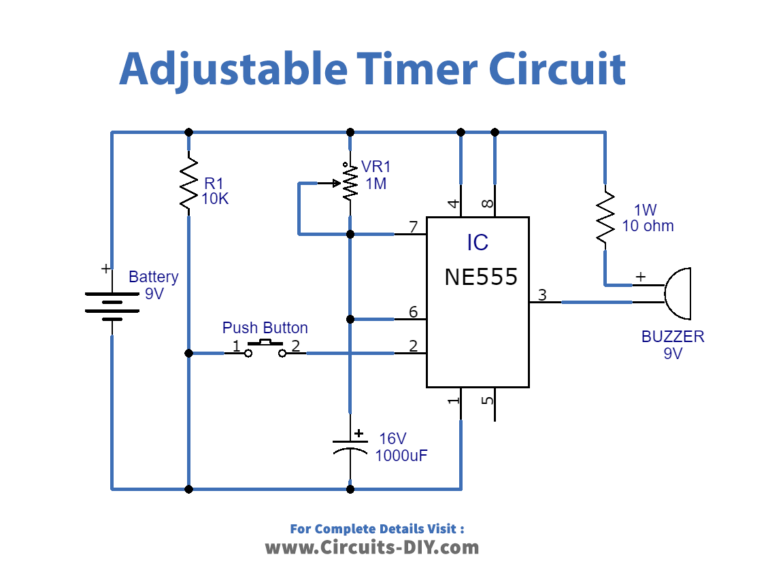 Adjustable Timer Circuit
VR1
1M
R1
10K
4
8
1W
10 ohm
7
IC
+
Battery
9V
NE555
+
3
6
Push Button
1
2
2
BUZZER
9V
1
5
+
16V
1000uF
For Complete Details Visit :
www.Circuits-DIY.com